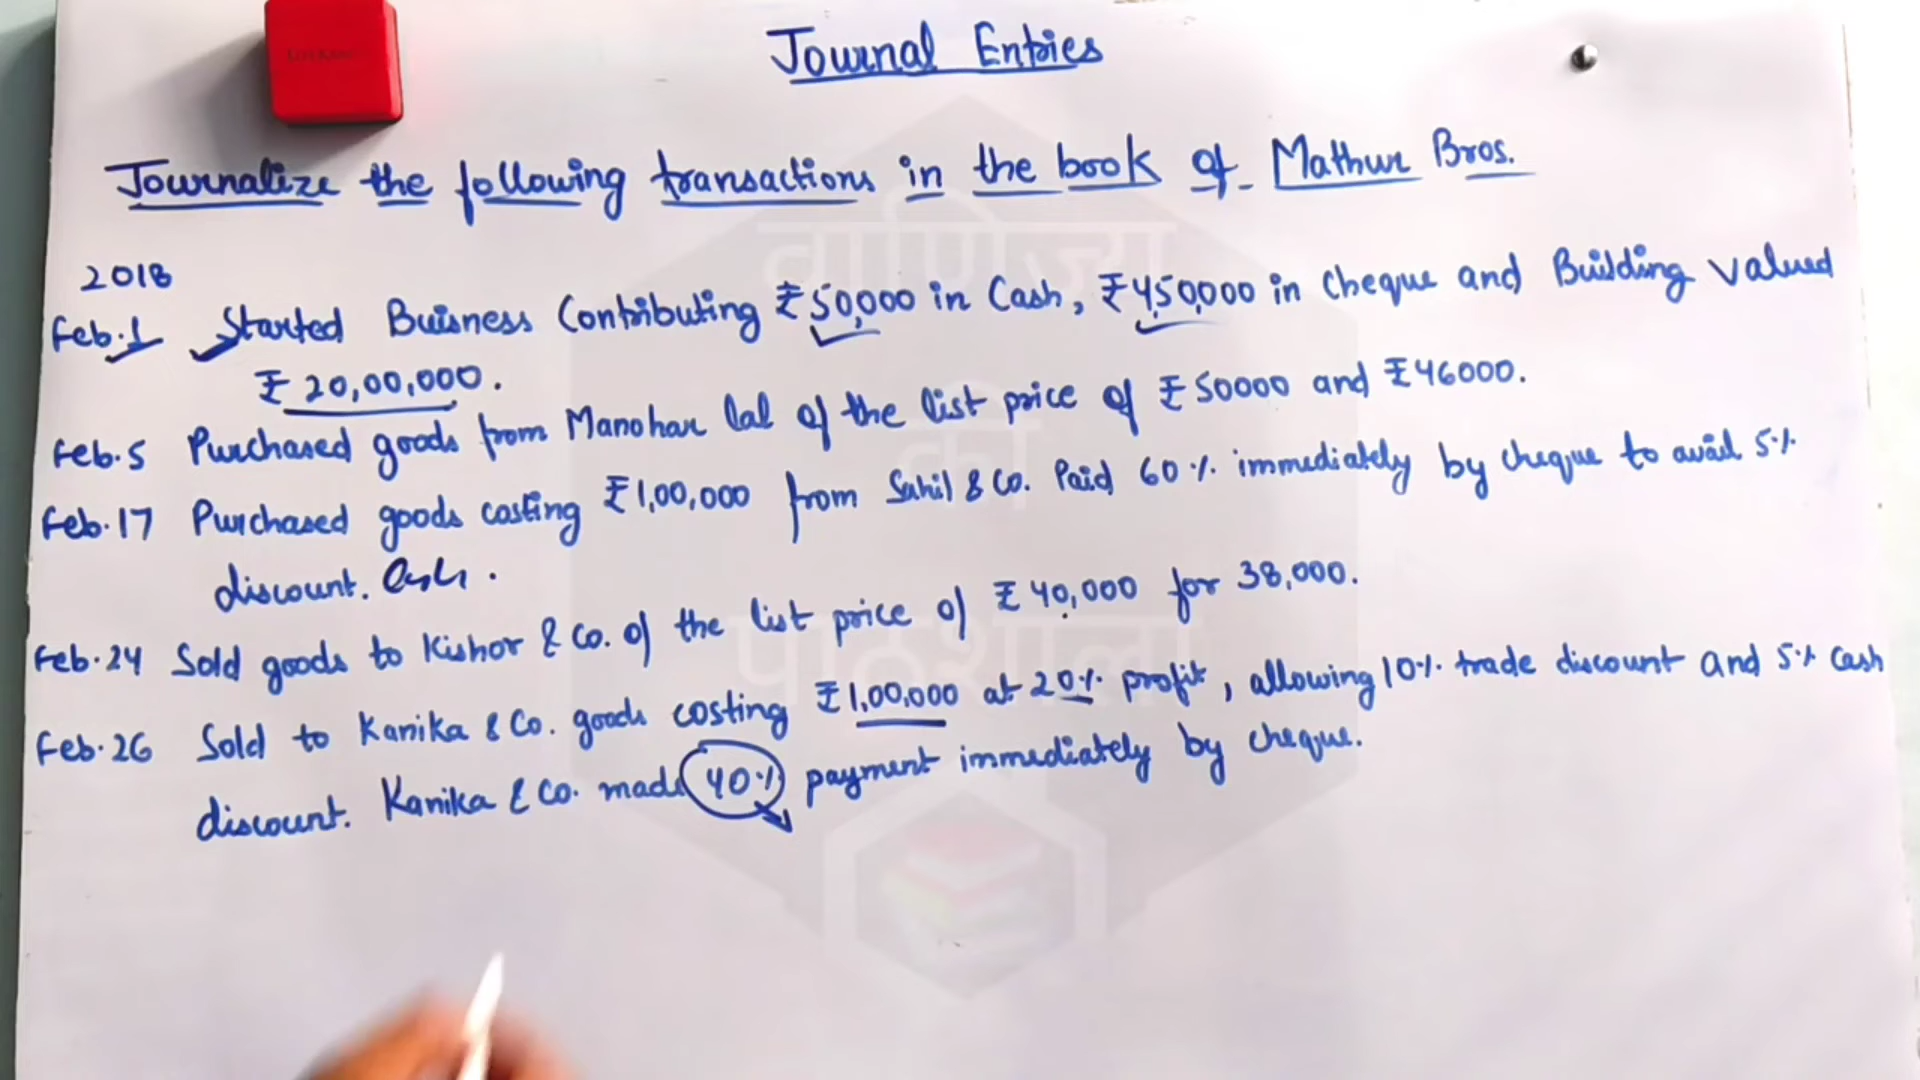 Journal Entries
Journalize the following transactions in the book of Mathur Bros.
2018
Feb.1 Started Buisness Contributing ₹50,000 in Cash, ₹4,50,000 in cheque and Building valued
₹ 20,00,000.
Feb.5 Purchased goods from Manohar lal of the list price of ₹50000 and ₹46000.
Feb.17 Purchased goods costing ₹1,00,000 from Sahil & Co. Paid 60% immediately by cheque to avail 5%
discount. Cash.
Feb.24 Sold goods to Kishor & Co. of the list price of ₹40,000 for 38,000.
Feb.26 Sold to Kanika & Co. goods costing ₹1,00,000 at 20% profit, allowing 10% trade discount and 5% cash
discount. Kanika & Co. made 40% payment immediately by cheque.
वाणिज्य
की
पाठशाला